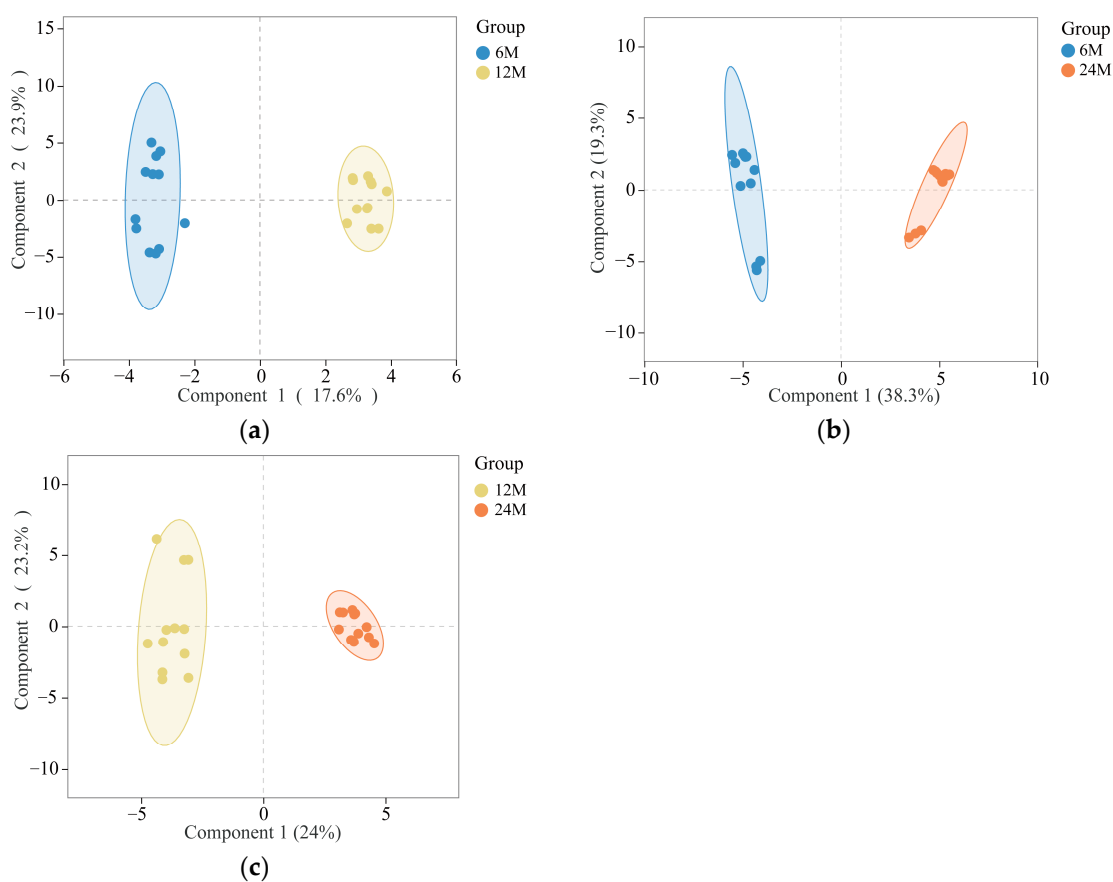 Group
6M
12M
15
10
5
0
−5
−10
−6
−4
−2
0
2
4
6
Component 2 ( 23.9% )
Component 1 ( 17.6% )
(a)
Group
6M
24M
10
5
0
−5
−10
−10
−5
0
5
10
Component 2 (19.3%)
Component 1 (38.3%)
(b)
Group
12M
24M
10
5
0
−5
−10
−5
0
5
Component 2 ( 23.2% )
Component 1 (24%)
(c)